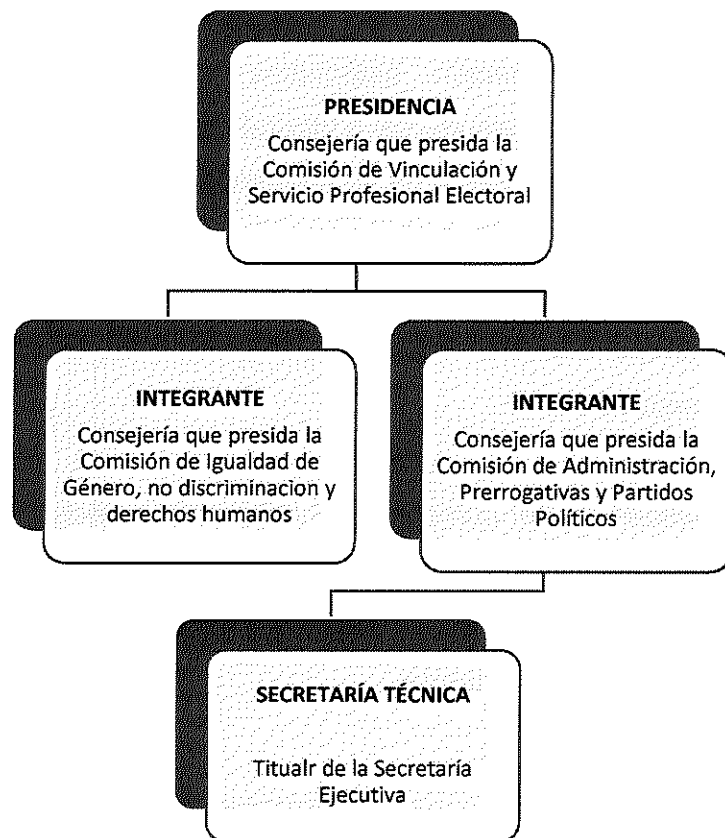 PRESIDENCIA
Consejería que presida la
Comisión de Vinculación y
Servicio Profesional Electoral
INTEGRANTE
Consejería que presida la
Comisión de Igualdad de
Género, no discriminacion y
derechos humanos
INTEGRANTE
Consejería que presida la
Comisión de Administración,
Prerrogativas y Partidos
Políticos
SECRETARÍA TÉCNICA
Titualr de la Secretaría
Ejecutiva